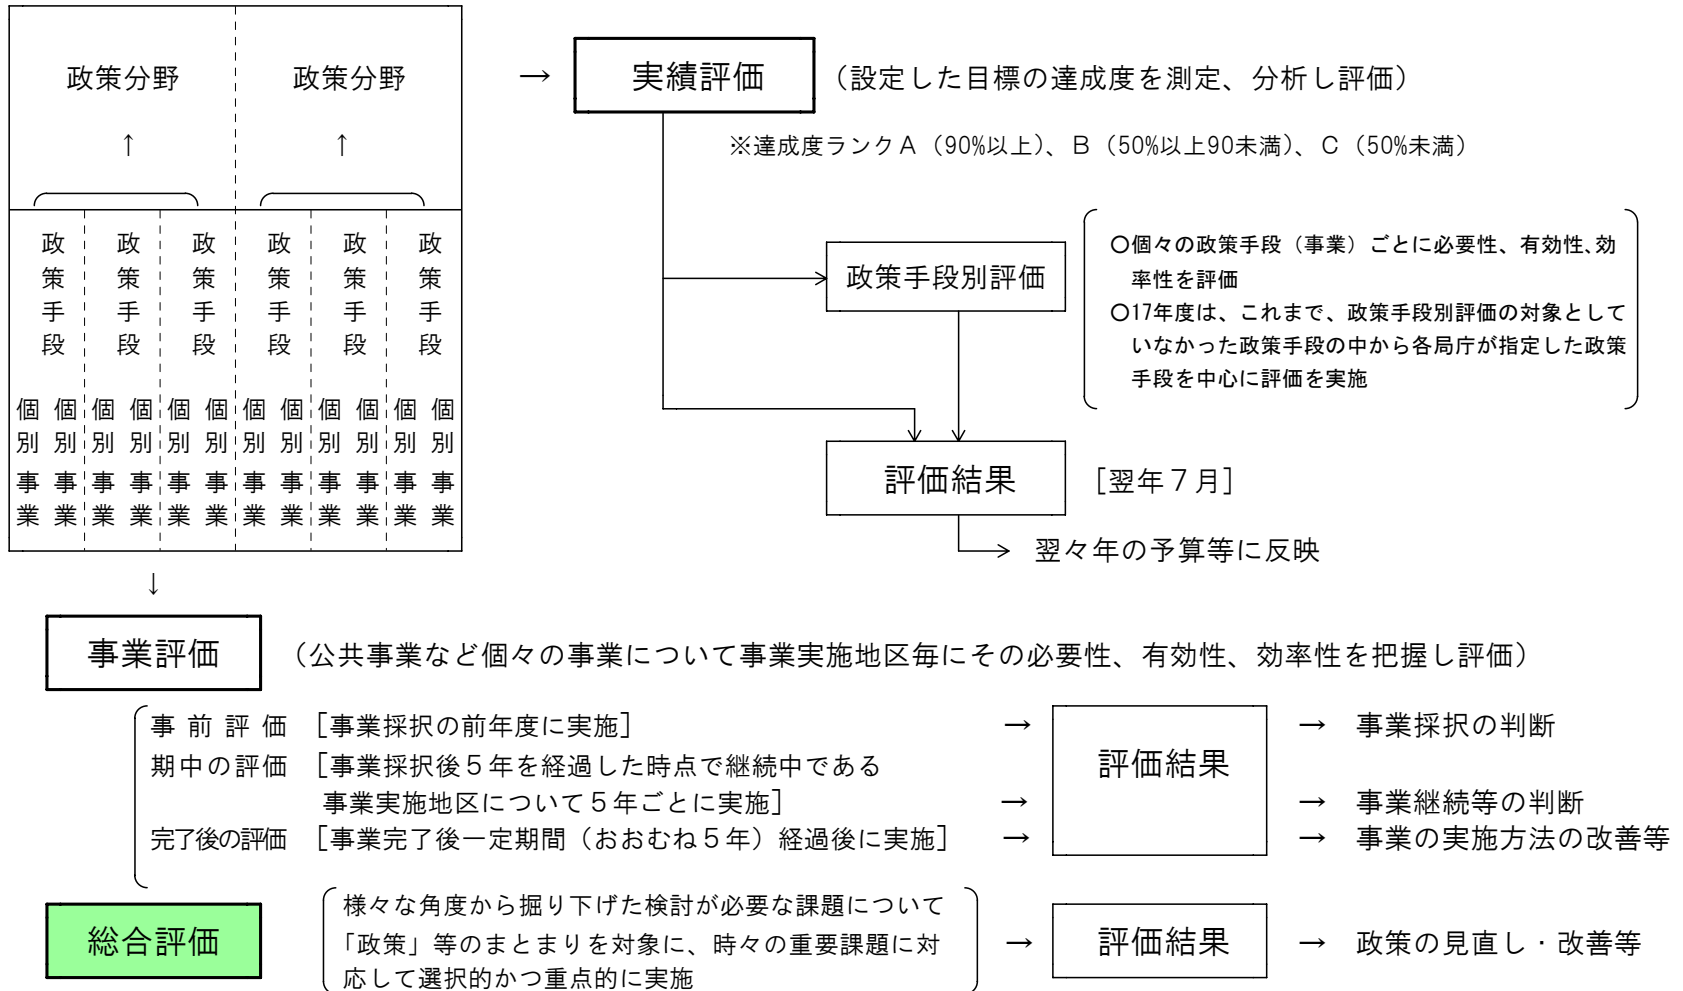 政策分野
政策分野
↑
↑
政策手段
政策手段
政策手段
政策手段
政策手段
政策手段
個別事業
個別事業
個別事業
個別事業
個別事業
個別事業
個別事業
個別事業
個別事業
個別事業
個別事業
個別事業
→ 実績評価 （設定した目標の達成度を測定、分析し評価）
※達成度ランクＡ（90%以上）、Ｂ（50%以上90未満）、Ｃ（50%未満）
政策手段別評価
〇個々の政策手段（事業）ごとに必要性、有効性、効
率性を評価
〇17年度は、これまで、政策手段別評価の対象として
いなかった政策手段の中から各局庁が指定した政策
手段を中心に評価を実施
評価結果 ［翌年７月］
翌々年の予算等に反映
↓
事業評価 （公共事業など個々の事業について事業実施地区毎にその必要性、有効性、効率性を把握し評価）
事前評価 ［事業採択の前年度に実施］ → → 事業採択の判断
期中の評価 ［事業採択後５年を経過した時点で継続中である
評価結果
事業実施地区について５年ごとに実施］ → → 事業継続等の判断
完了後の評価 ［事業完了後一定期間（おおむね５年）経過後に実施］ → → 事業の実施方法の改善等
総合評価
様々な角度から掘り下げた検討が必要な課題について
「政策」等のまとまりを対象に、時々の重要課題に対
応して選択的かつ重点的に実施
→ 評価結果 → 政策の見直し・改善等